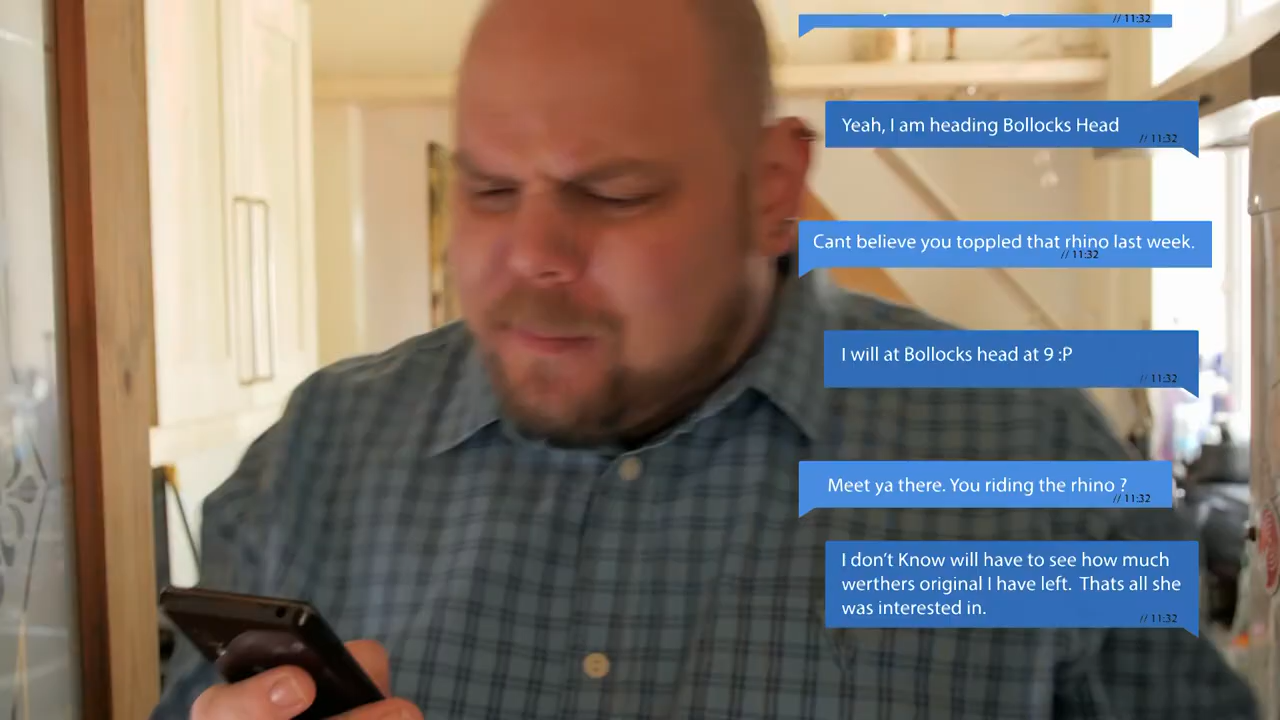 // 11:32
Yeah, I am heading Bollocks Head
// 11:32
Cant believe you toppled that rhino last week.
// 11:32
I will at Bollocks head at 9 :P
// 11:32
Meet ya there. You riding the rhino ?
// 11:32
I don't Know will have to see how much
werthers original I have left. Thats all she
was interested in.
// 11:32